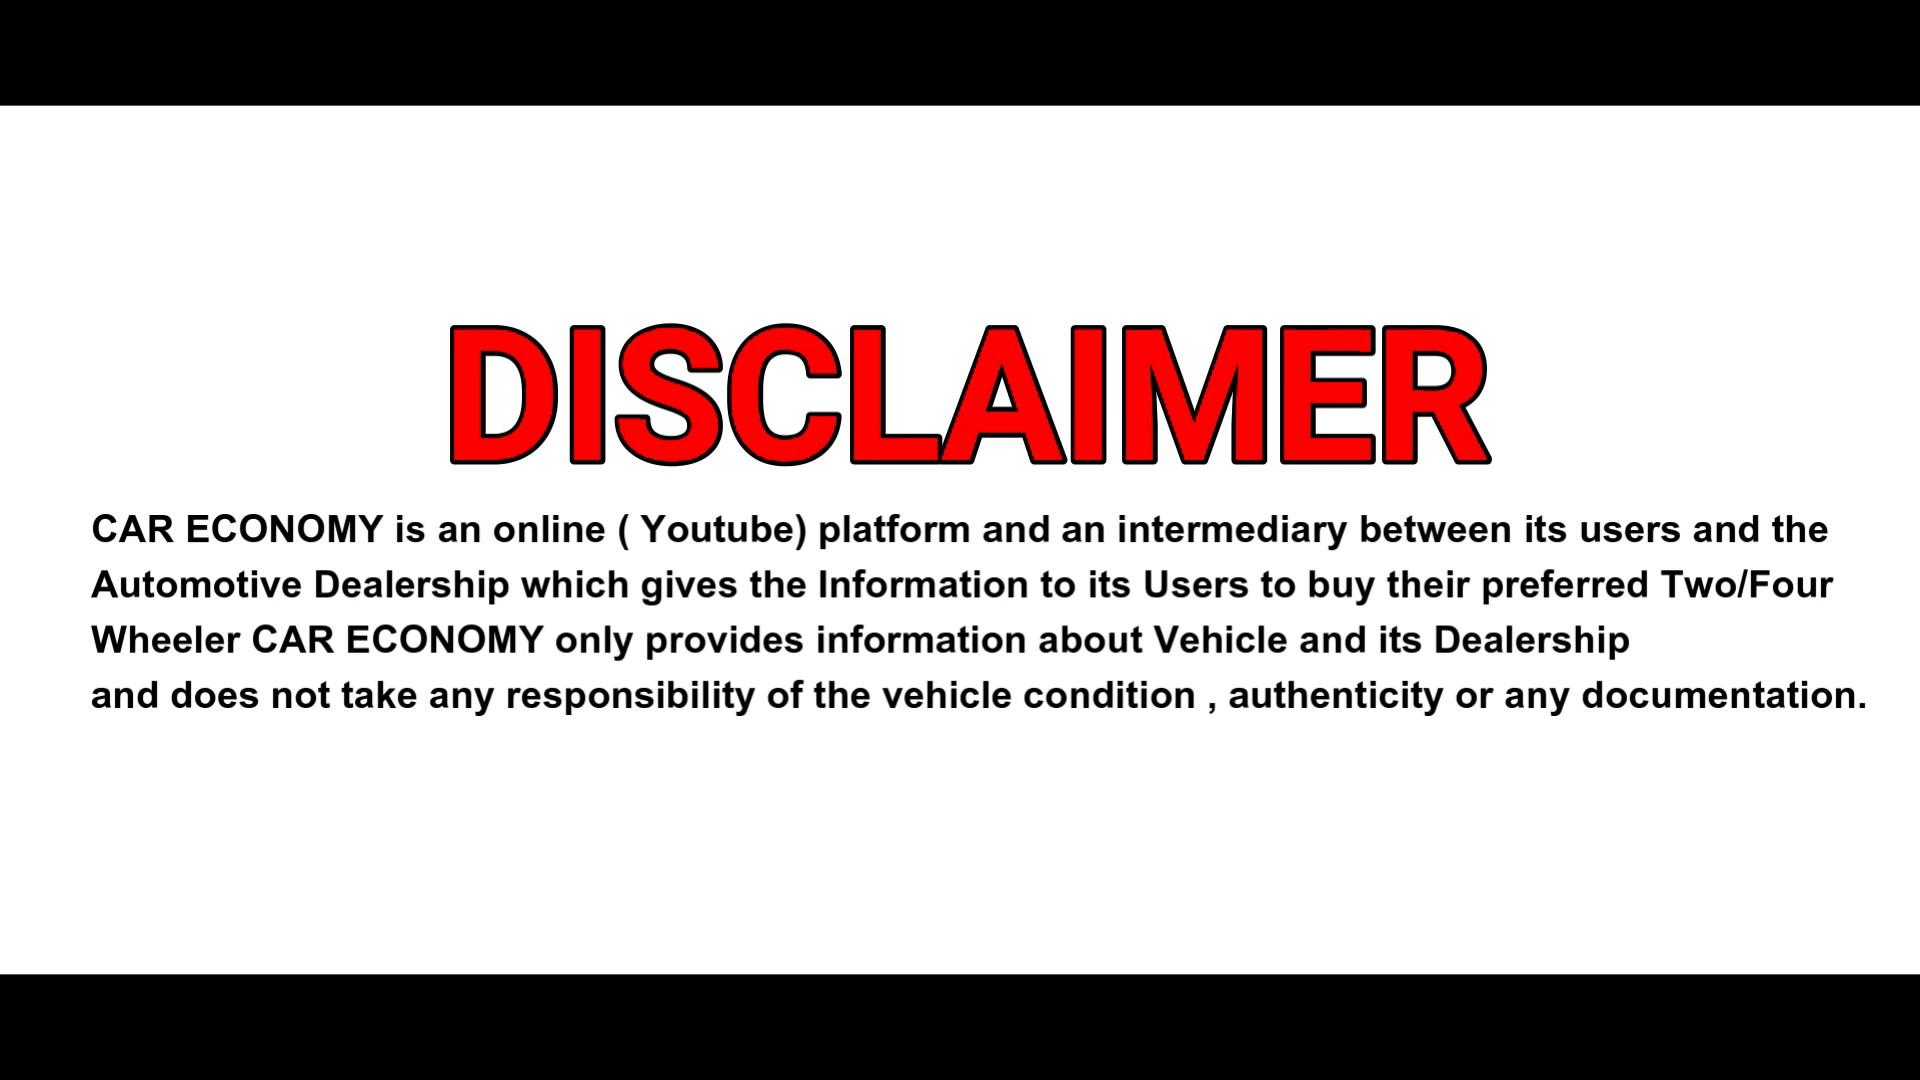 DISCLAIMER
CAR ECONOMY is an online ( Youtube) platform and an intermediary between its users and the
Automotive Dealership which gives the Information to its Users to buy their preferred Two/Four
Wheeler CAR ECONOMY only provides information about Vehicle and its Dealership
and does not take any responsibility of the vehicle condition , authenticity or any documentation.